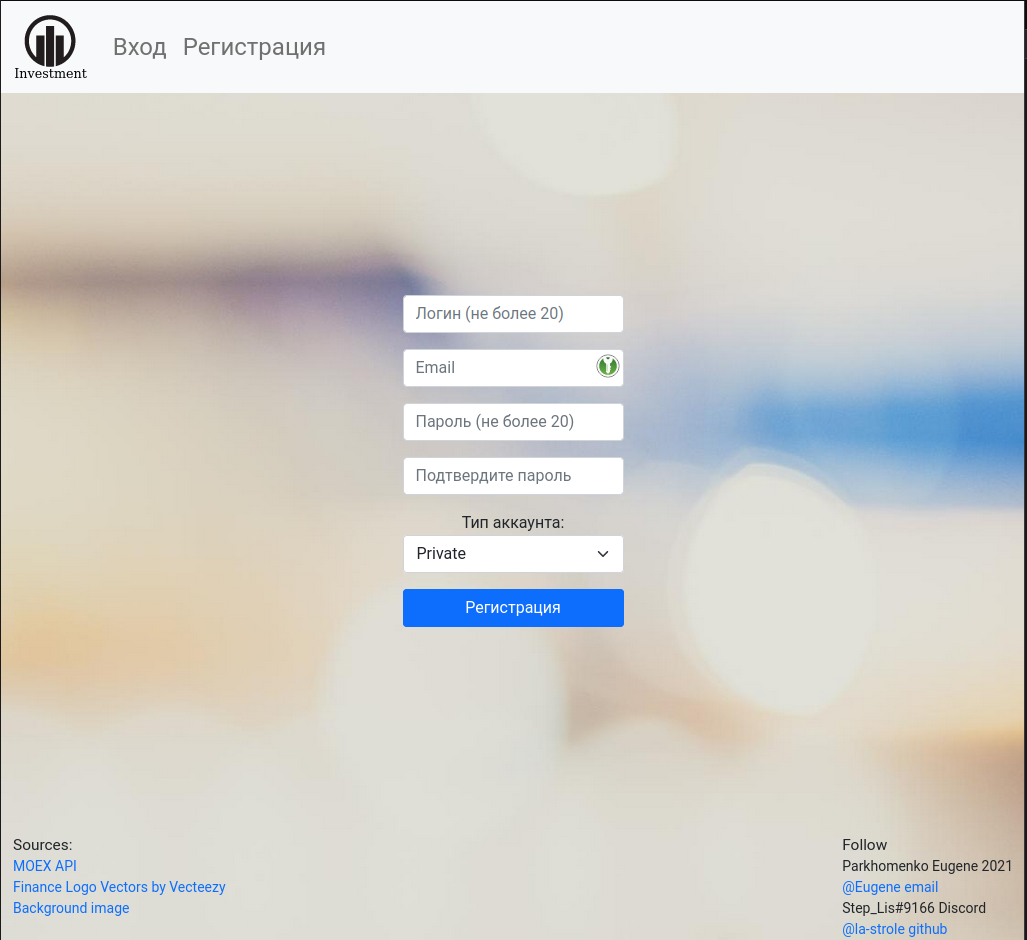 Investment
Вход Регистрация
Логин (не более 20)
Email
Пароль (не более 20)
Подтвердите пароль
Тип аккаунта:
Private
Регистрация
Sources:
MOEX API
Finance Logo Vectors by Vecteezy
Background image
Follow
Parkhomenko Eugene 2021
@Eugene email
Step_Lis#9166 Discord
@la-strole github